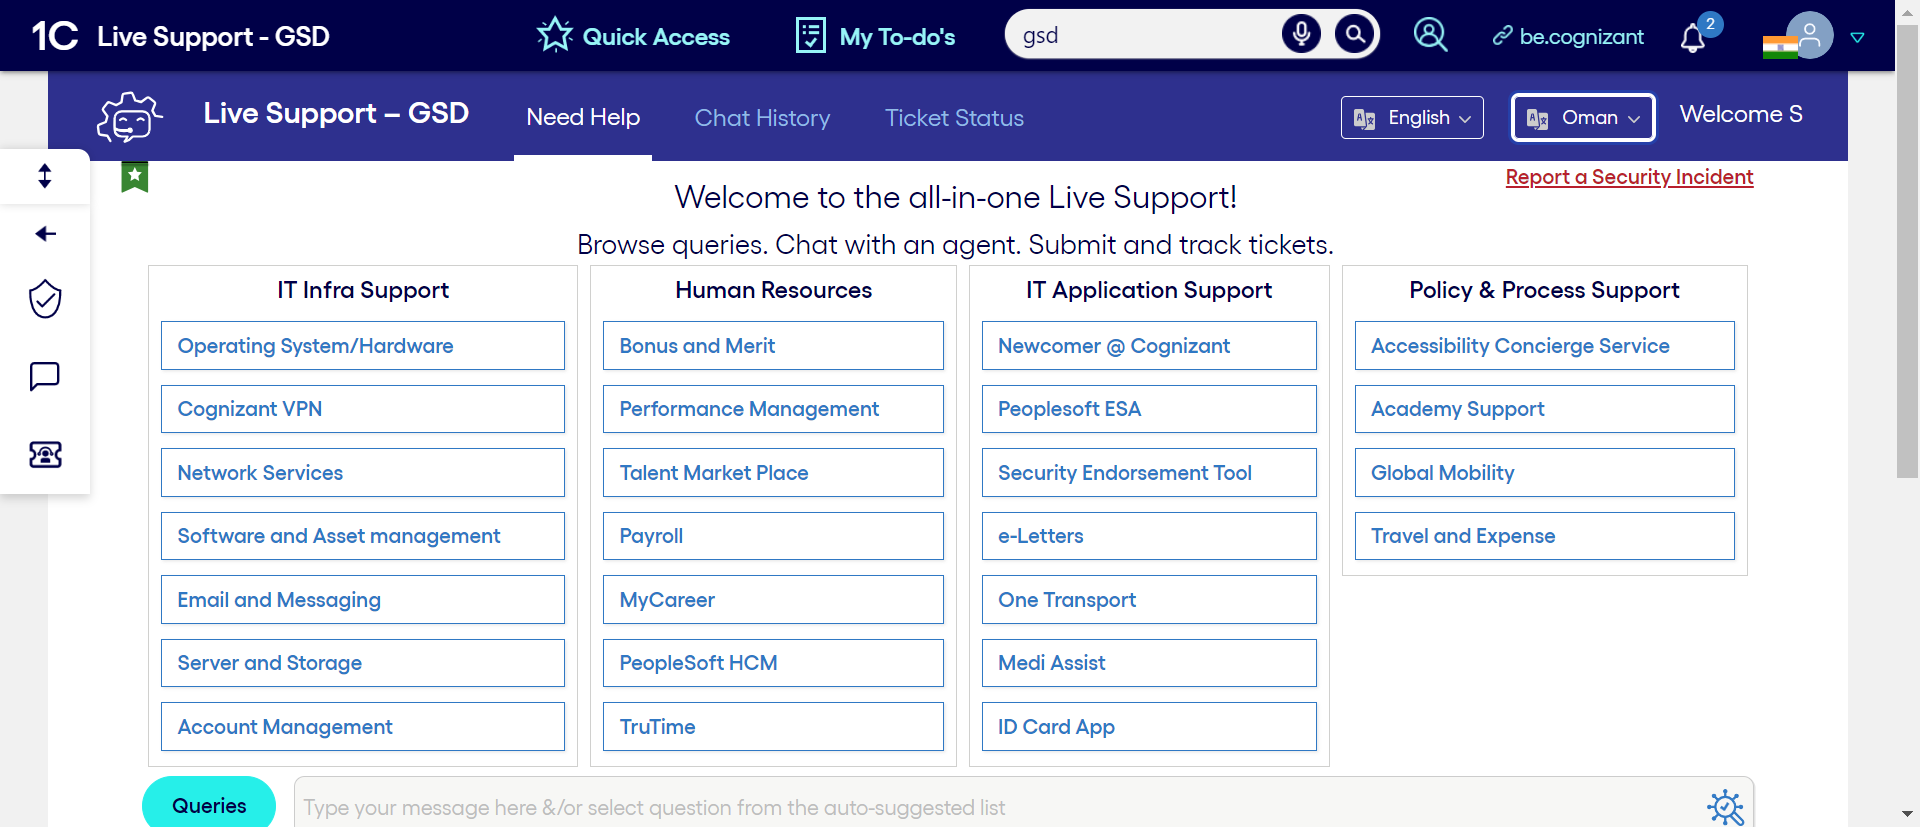 1C Live Support - GSD
Quick Access
My To-do's
gsd
be.cognizant
2
Live Support – GSD
Need Help
Chat History
Ticket Status
English
Oman
Welcome S
Report a Security Incident
Welcome to the all-in-one Live Support!
Browse queries. Chat with an agent. Submit and track tickets.
IT Infra Support
Operating System/Hardware
Cognizant VPN
Network Services
Software and Asset management
Email and Messaging
Server and Storage
Account Management
Human Resources
Bonus and Merit
Performance Management
Talent Market Place
Payroll
MyCareer
PeopleSoft HCM
TruTime
IT Application Support
Newcomer @ Cognizant
Peoplesoft ESA
Security Endorsement Tool
e-Letters
One Transport
Medi Assist
ID Card App
Policy & Process Support
Accessibility Concierge Service
Academy Support
Global Mobility
Travel and Expense
Queries
Type your message here &/or select question from the auto-suggested list